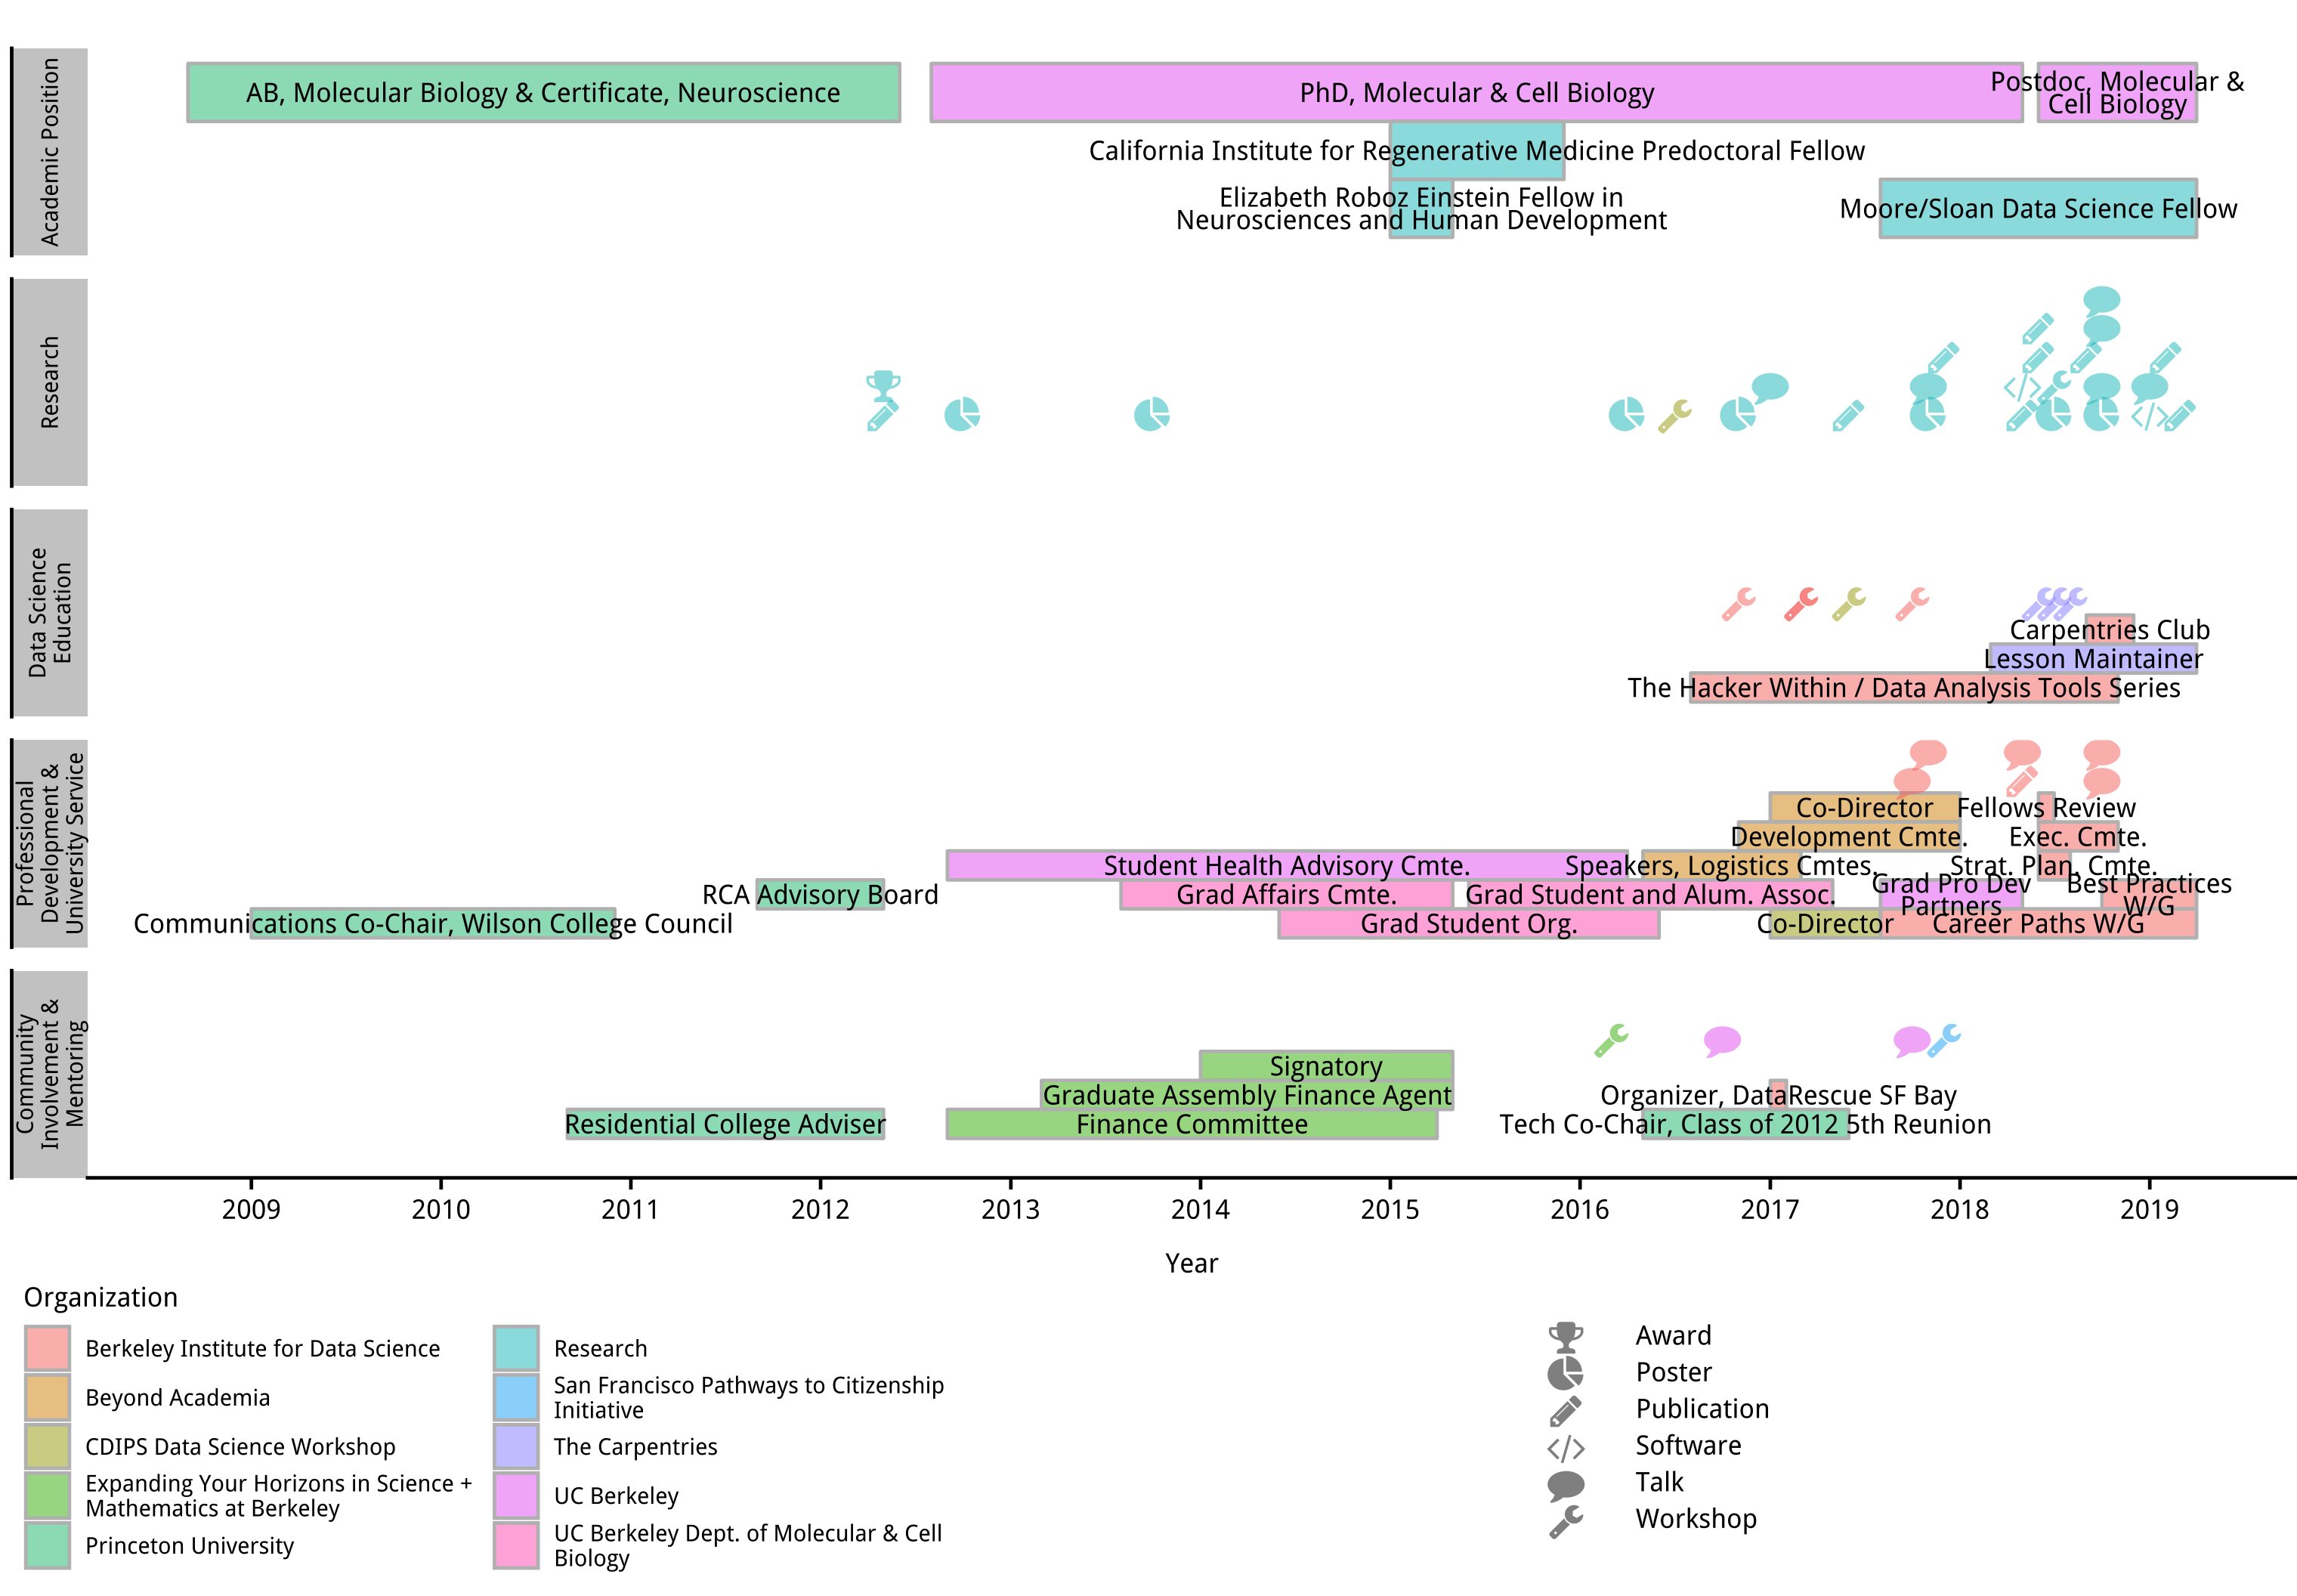 Academic Position
AB, Molecular Biology & Certificate, Neuroscience
PhD, Molecular & Cell Biology
Postdoc, Molecular &
Cell Biology
California Institute for Regenerative Medicine Predoctoral Fellow
Elizabeth Roboz Einstein Fellow in
Neurosciences and Human Development
Moore/Sloan Data Science Fellow
Research
Data Science
Education
Carpentries Club
Lesson Maintainer
The Hacker Within / Data Analysis Tools Series
Professional
Development &
University Service
Co-Director
Fellows Review
Development Cmte.
Exec. Cmte.
Student Health Advisory Cmte.
Speakers, Logistics Cmtes.
Strat. Plan. Cmte.
RCA Advisory Board
Grad Affairs Cmte.
Grad Student and Alum. Assoc.
Grad Pro Dev
Partners
Best Practices
W/G
Communications Co-Chair, Wilson College Council
Grad Student Org.
Co-Director
Career Paths W/G
Community
Involvement &
Mentoring
Signatory
Graduate Assembly Finance Agent
Organizer, DataRescue SF Bay
Residential College Adviser
Finance Committee
Tech Co-Chair, Class of 2012 5th Reunion
2009
2010
2011
2012
2013
2014
2015
2016
2017
2018
2019
Year
Organization
Berkeley Institute for Data Science
Beyond Academia
CDIPS Data Science Workshop
Expanding Your Horizons in Science +
Mathematics at Berkeley
Princeton University
Research
San Francisco Pathways to Citizenship
Initiative
The Carpentries
UC Berkeley
UC Berkeley Dept. of Molecular & Cell
Biology
Award
Poster
Publication
Software
Talk
Workshop